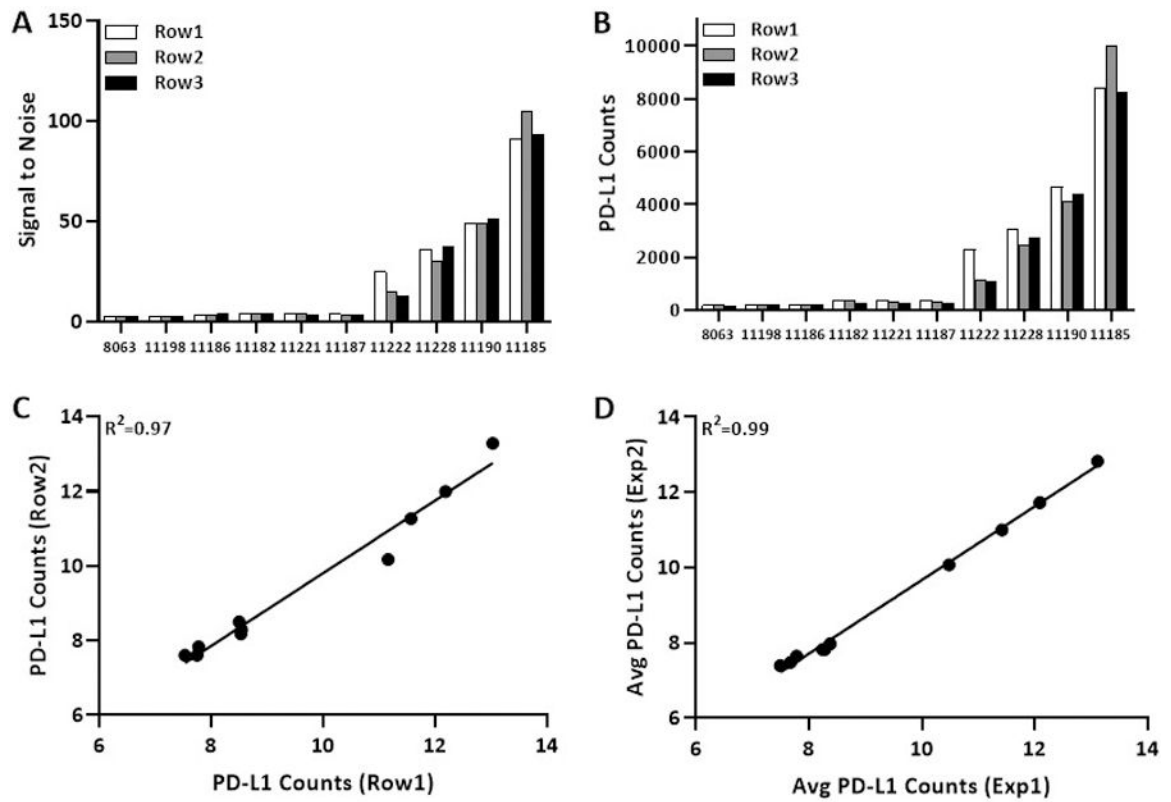 A
Signal to Noise
150
100
50
0
Row1
Row2
Row3
8063 11198 11186 11182 11221 11187 11222 11228 11190 11185
B
PD-L1 Counts
10000
8000
6000
4000
2000
0
Row1
Row2
Row3
8063 11198 11186 11182 11221 11187 11222 11228 11190 11185
C
R²=0.97
PD-L1 Counts (Row2)
14
12
10
8
6
6 8 10 12 14
PD-L1 Counts (Row1)
D
R²=0.99
Avg PD-L1 Counts (Exp2)
14
12
10
8
6
6 8 10 12 14
Avg PD-L1 Counts (Exp1)